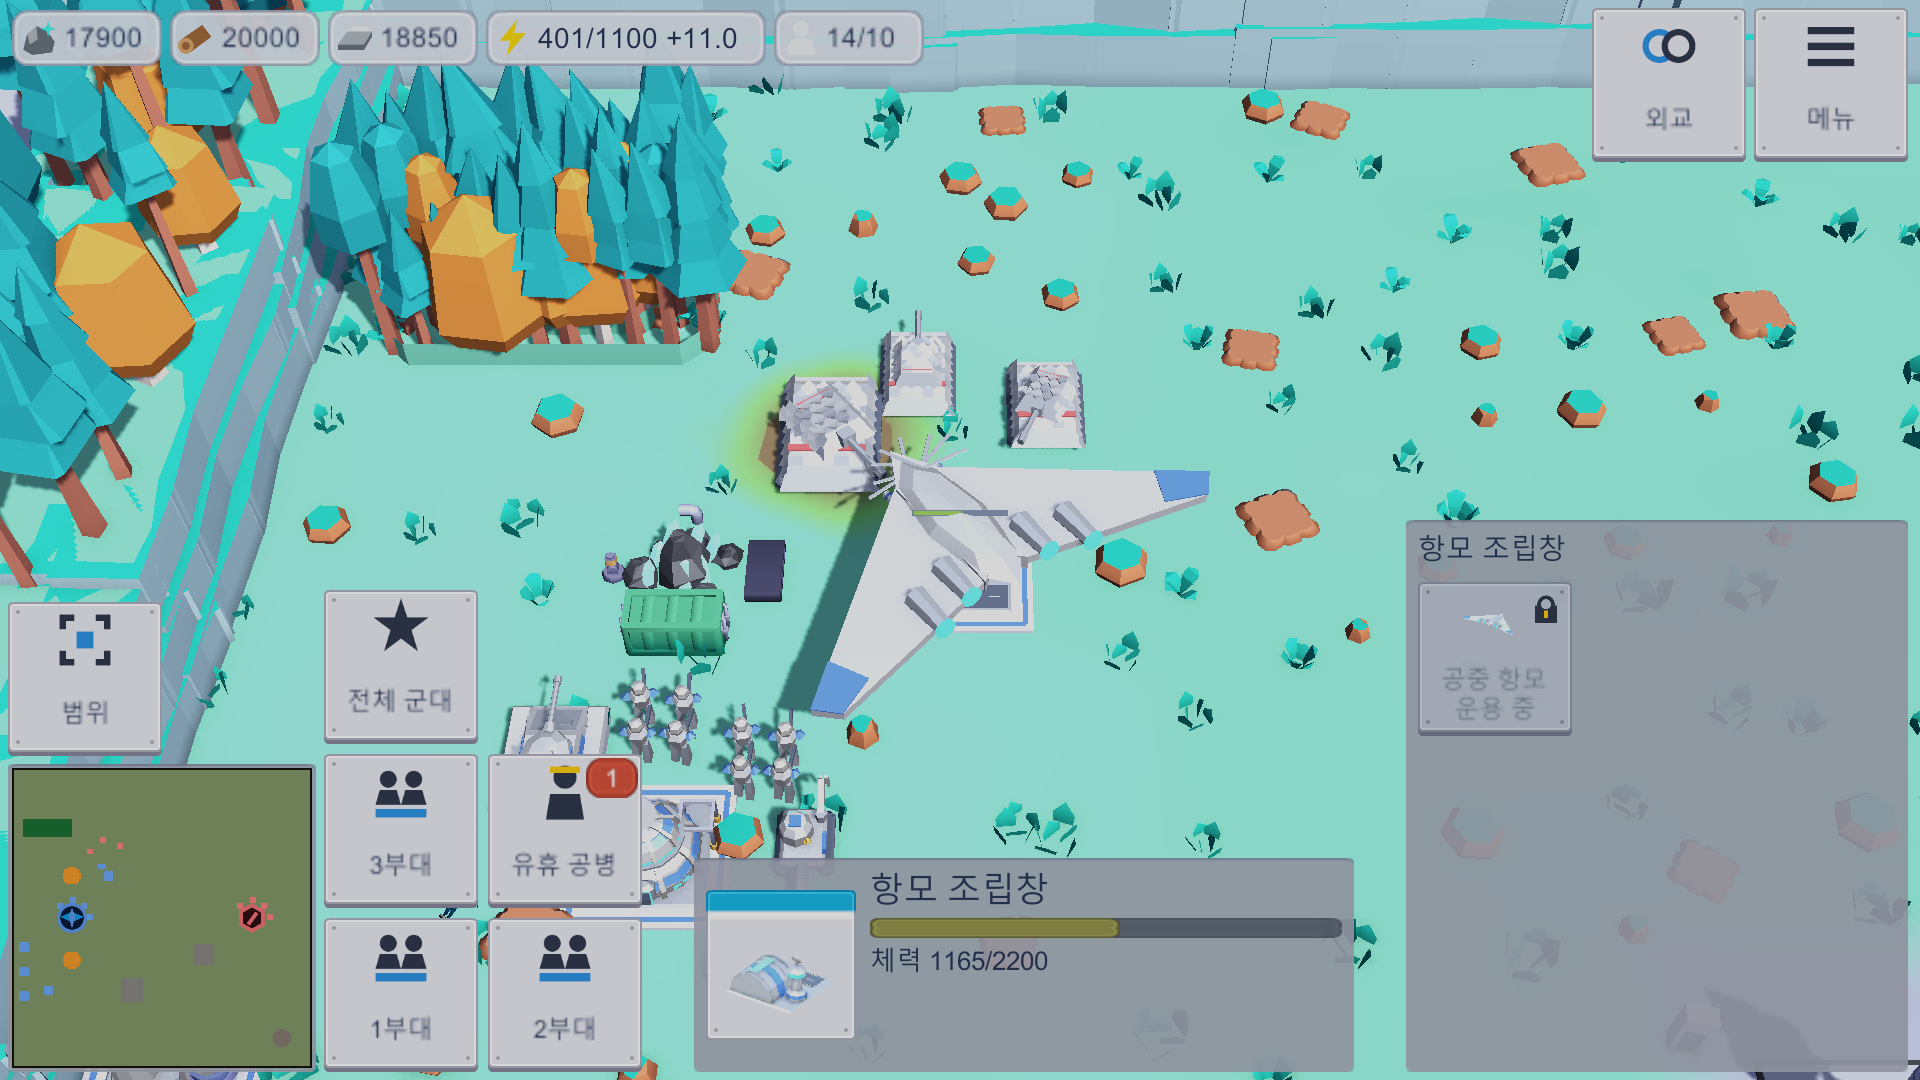 17900
20000
18850
401/1100 +11.0
14/10
외교
메뉴
항모 조립창
공중 항모
운용 중
범위
전체 군대
3부대
1
유휴 공병
1부대
2부대
항모 조립창
체력 1165/2200